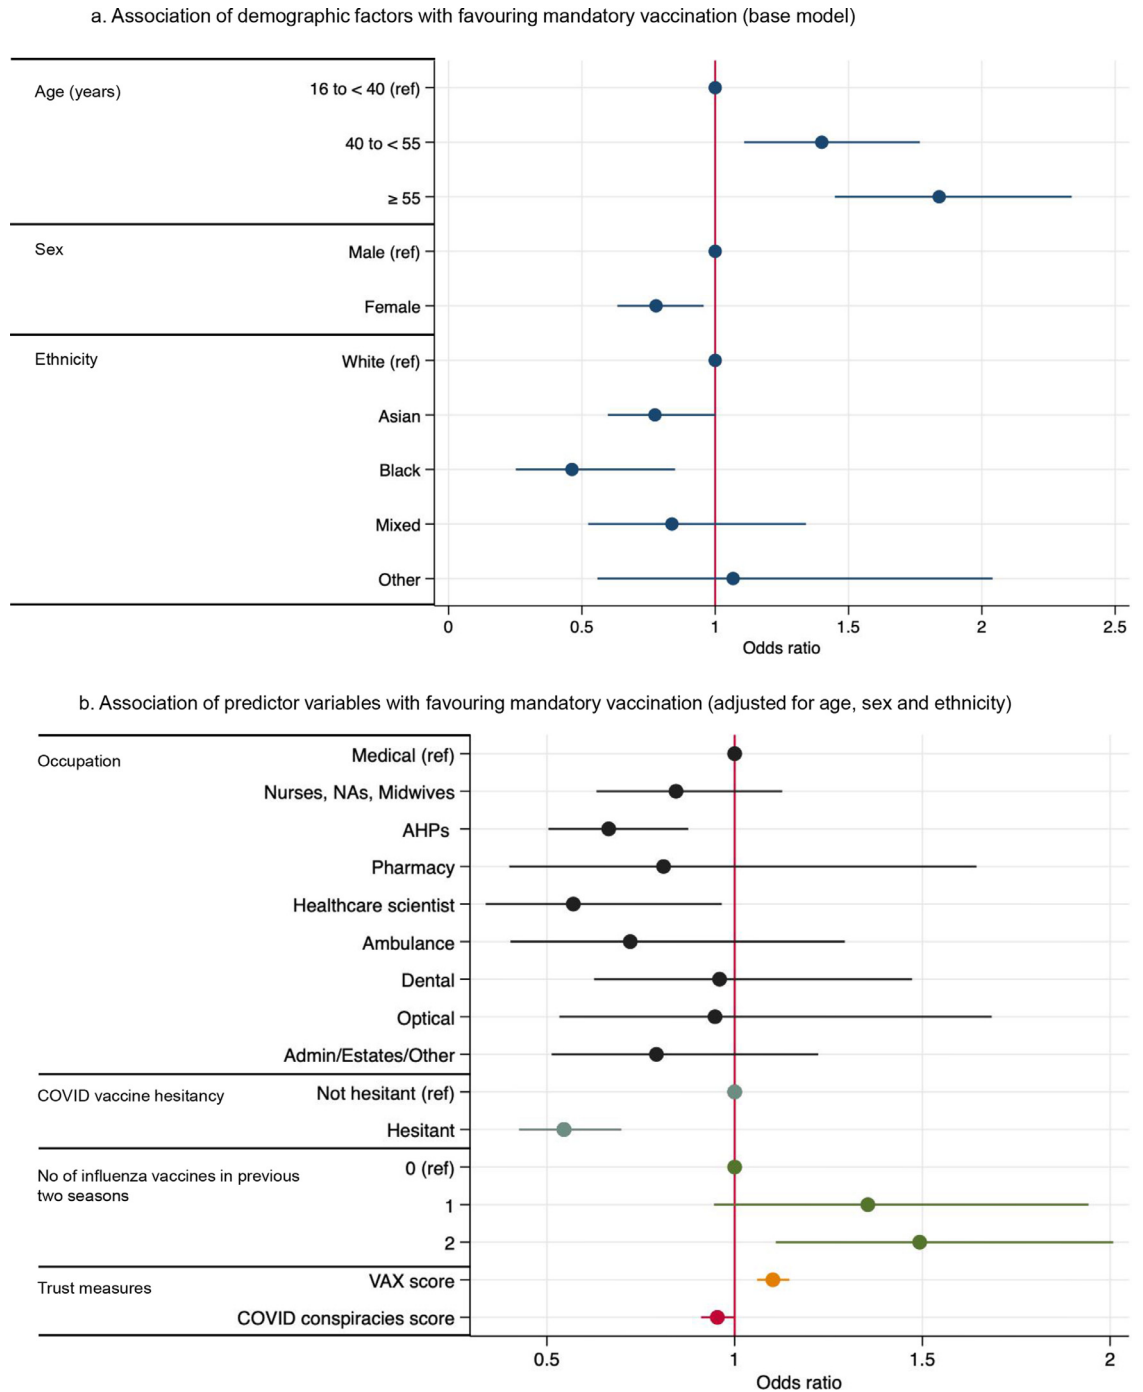 a. Association of demographic factors with favouring mandatory vaccination (base model)
Age (years)
16 to < 40 (ref)
40 to < 55
≥ 55
Sex
Male (ref)
Female
Ethnicity
White (ref)
Asian
Black
Mixed
Other
0 0.5 1 1.5 2 2.5
Odds ratio
b. Association of predictor variables with favouring mandatory vaccination (adjusted for age, sex and ethnicity)
Occupation
Medical (ref)
Nurses, NAs, Midwives
AHPs
Pharmacy
Healthcare scientist
Ambulance
Dental
Optical
Admin/Estates/Other
COVID vaccine hesitancy
Not hesitant (ref)
Hesitant
No of influenza vaccines in previous
two seasons
0 (ref)
1
2
Trust measures
VAX score
COVID conspiracies score
0.5 1 1.5 2
Odds ratio